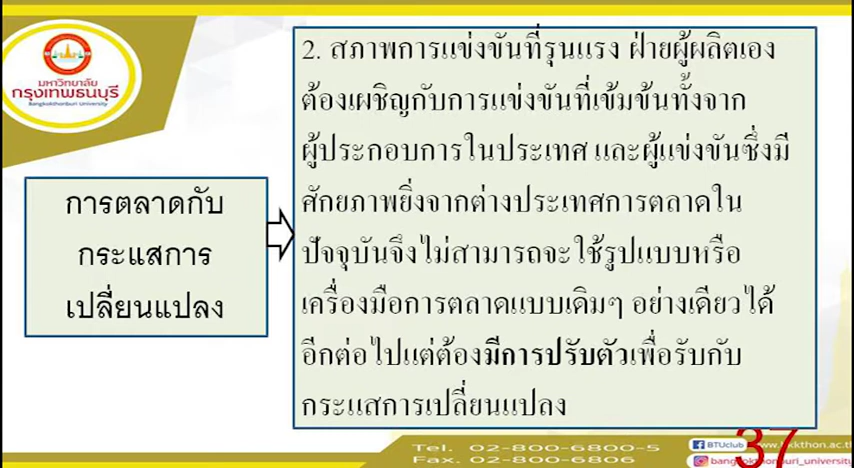 มหาวิทยาลัย
กรุงเทพธนบุรี
Bangkokthonburi University
การตลาดกับ
กระแสการ
เปลี่ยนแปลง
2. สภาพการแข่งขันที่รุนแรง ฝ่ายผู้ผลิตเอง
ต้องเผชิญกับการแข่งขันที่เข้มข้นทั้งจาก
ผู้ประกอบการในประเทศ และผู้แข่งขันซึ่งมี
ศักยภาพยิ่งจากต่างประเทศการตลาดใน
ปัจจุบันจึงไม่สามารถจะใช้รูปแบบหรือ
เครื่องมือการตลาดแบบเดิมๆ อย่างเดียวได้
อีกต่อไปแต่ต้องมีการปรับตัวเพื่อรับกับ
กระแสการเปลี่ยนแปลง
Tel. 02-800-6800-5
Fax. 02-800-6806
BTUclub
37